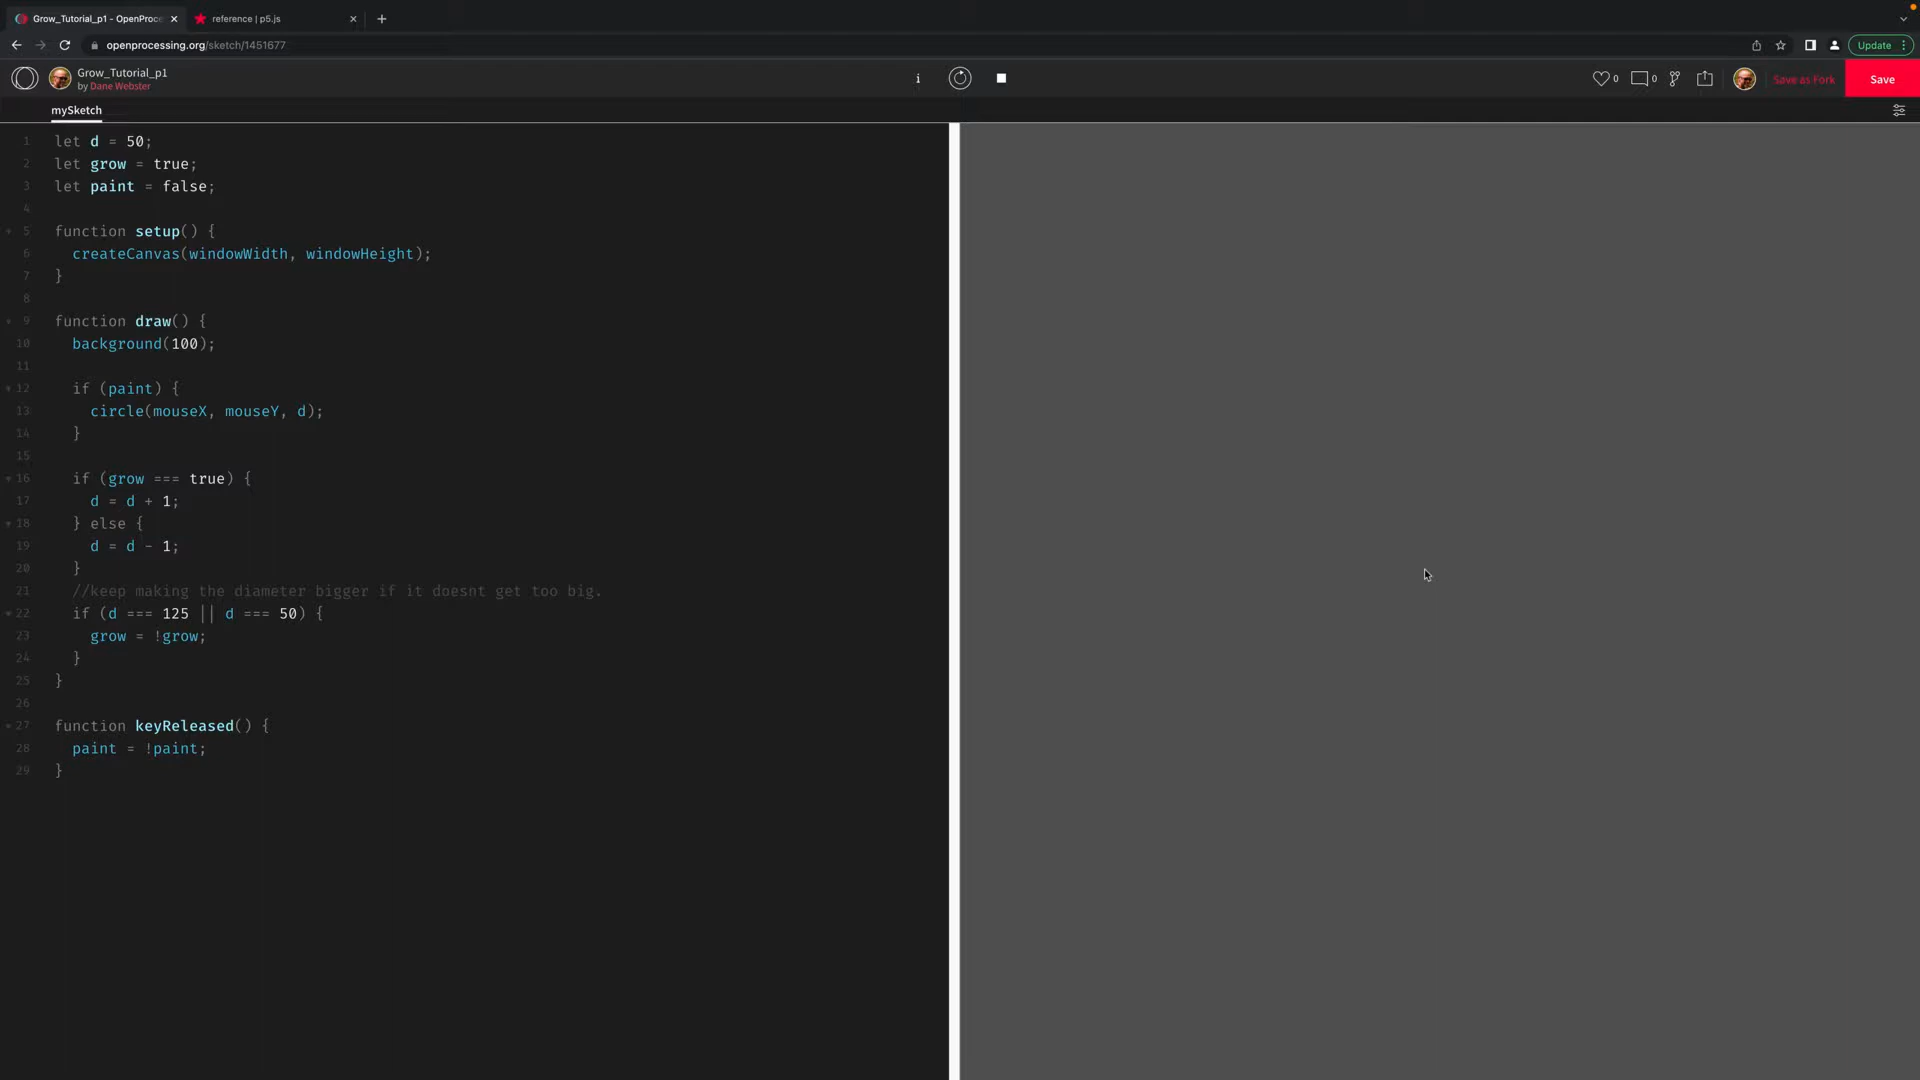 Grow_Tutorial_p1 - OpenProce
reference | p5.js
openprocessing.org/sketch/1451677
Update
Grow_Tutorial_p1
by Dane Webster
i
0
0
Save as Fork
Save
mySketch
1 let d = 50;
2 let grow = true;
3 let paint = false;
4
5 function setup() {
6 createCanvas(windowWidth, windowHeight);
7 }
8
9 function draw() {
10 background(100);
11
12 if (paint) {
13 circle(mouseX, mouseY, d);
14 }
15
16 if (grow === true) {
17 d = d + 1;
18 } else {
19 d = d - 1;
20 }
21 //keep making the diameter bigger if it doesnt get too big.
22 if (d === 125 || d === 50) {
23 grow = !grow;
24 }
25 }
26
27 function keyReleased() {
28 paint = !paint;
29 }